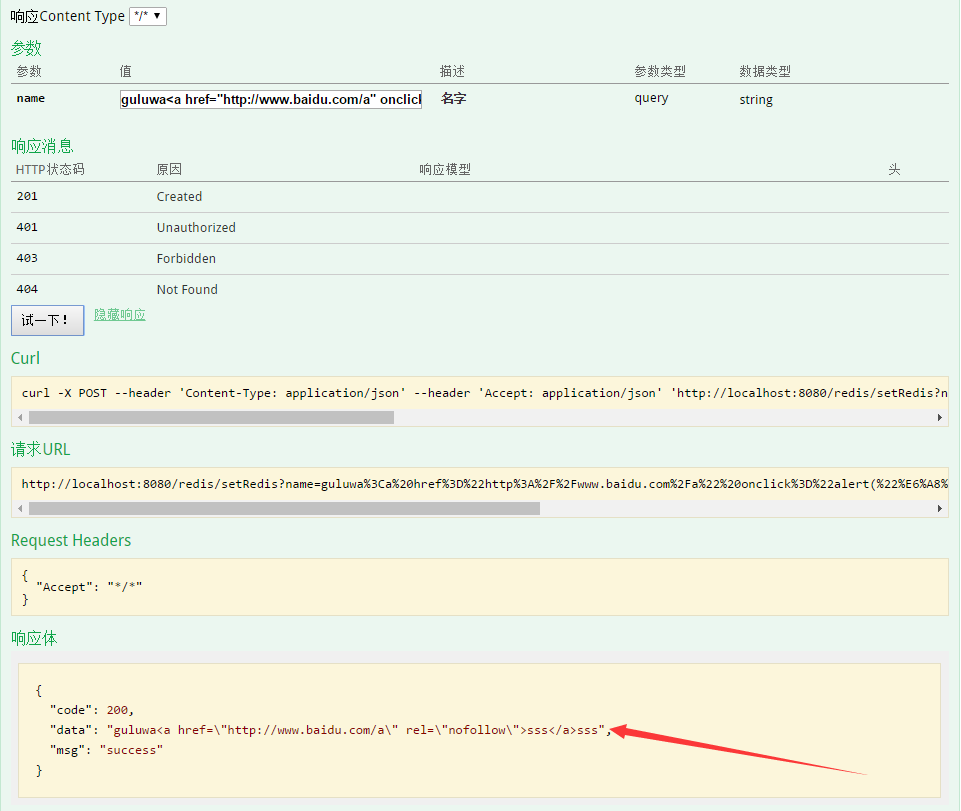 响应Content Type */*
参数
参数 值 描述 参数类型 数据类型
name guluwa<a href="http://www.baidu.com/a" onclicl 名字 query string
响应消息
HTTP状态码 原因 响应模型 头
201 Created
401 Unauthorized
403 Forbidden
404 Not Found
试一下! 隐藏响应
Curl
curl -X POST --header 'Content-Type: application/json' --header 'Accept: application/json' 'http://localhost:8080/redis/setRedis?n
请求URL
http://localhost:8080/redis/setRedis?name=guluwa%3Ca%20href%3D%22http%3A%2F%2Fwww.baidu.com%2Fa%22%20onclick%3D%22alert(%22%E6%A8%
Request Headers
{
"Accept": "*/*"
}
响应体
{
"code": 200,
"data": "guluwa<a href=\"http://www.baidu.com/a\" rel=\"nofollow\">sss</a>sss",
"msg": "success"
}